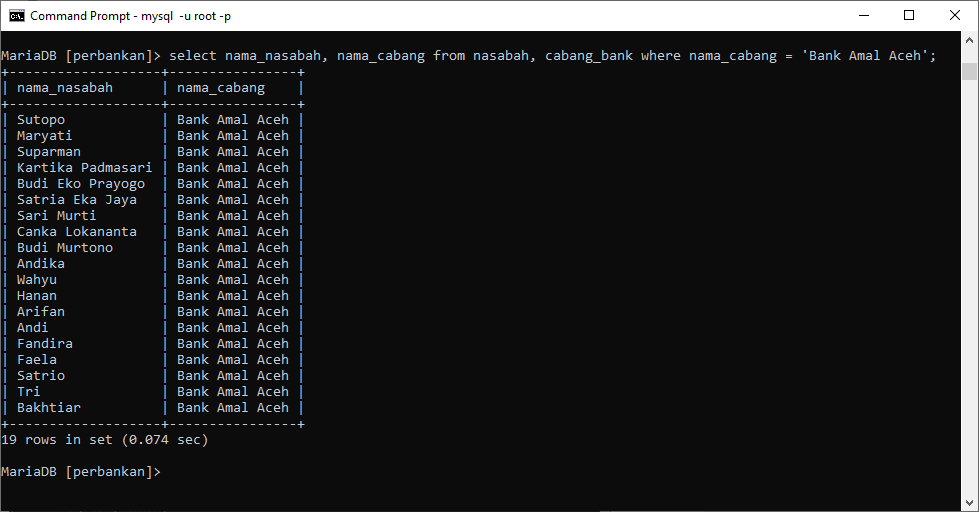 Command Prompt - mysql -u root -p
MariaDB [perbankan]> select nama_nasabah, nama_cabang from nasabah, cabang_bank where nama_cabang = 'Bank Amal Aceh';
+-------------------+----------------+
| nama_nasabah      | nama_cabang    |
+-------------------+----------------+
| Sutopo            | Bank Amal Aceh |
| Maryati           | Bank Amal Aceh |
| Suparman          | Bank Amal Aceh |
| Kartika Padmasari | Bank Amal Aceh |
| Budi Eko Prayogo  | Bank Amal Aceh |
| Satria Eka Jaya   | Bank Amal Aceh |
| Sari Murti        | Bank Amal Aceh |
| Canka Lokananta   | Bank Amal Aceh |
| Budi Murtono      | Bank Amal Aceh |
| Andika            | Bank Amal Aceh |
| Wahyu             | Bank Amal Aceh |
| Hanan             | Bank Amal Aceh |
| Arifan            | Bank Amal Aceh |
| Andi              | Bank Amal Aceh |
| Fandira           | Bank Amal Aceh |
| Faela             | Bank Amal Aceh |
| Satrio            | Bank Amal Aceh |
| Tri               | Bank Amal Aceh |
| Bakhtiar          | Bank Amal Aceh |
+-------------------+----------------+
19 rows in set (0.074 sec)
MariaDB [perbankan]>